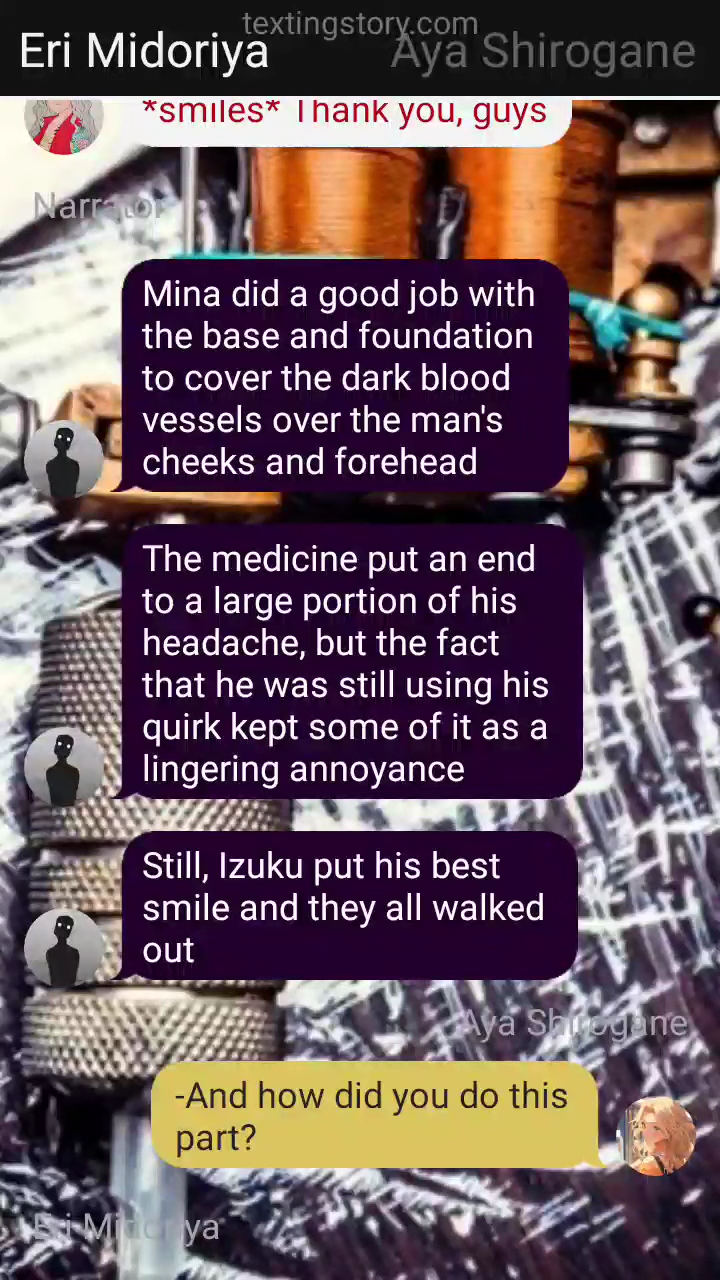 textingstory.com
Eri Midoriya
Aya Shirogane
*smiles* Thank you, guys
Narrator
Mina did a good job with
the base and foundation
to cover the dark blood
vessels over the man's
cheeks and forehead
The medicine put an end
to a large portion of his
headache, but the fact
that he was still using his
quirk kept some of it as a
lingering annoyance
Still, Izuku put his best
smile and they all walked
out
Aya Shirogane
-And how did you do this
part?
Eri Midoriya